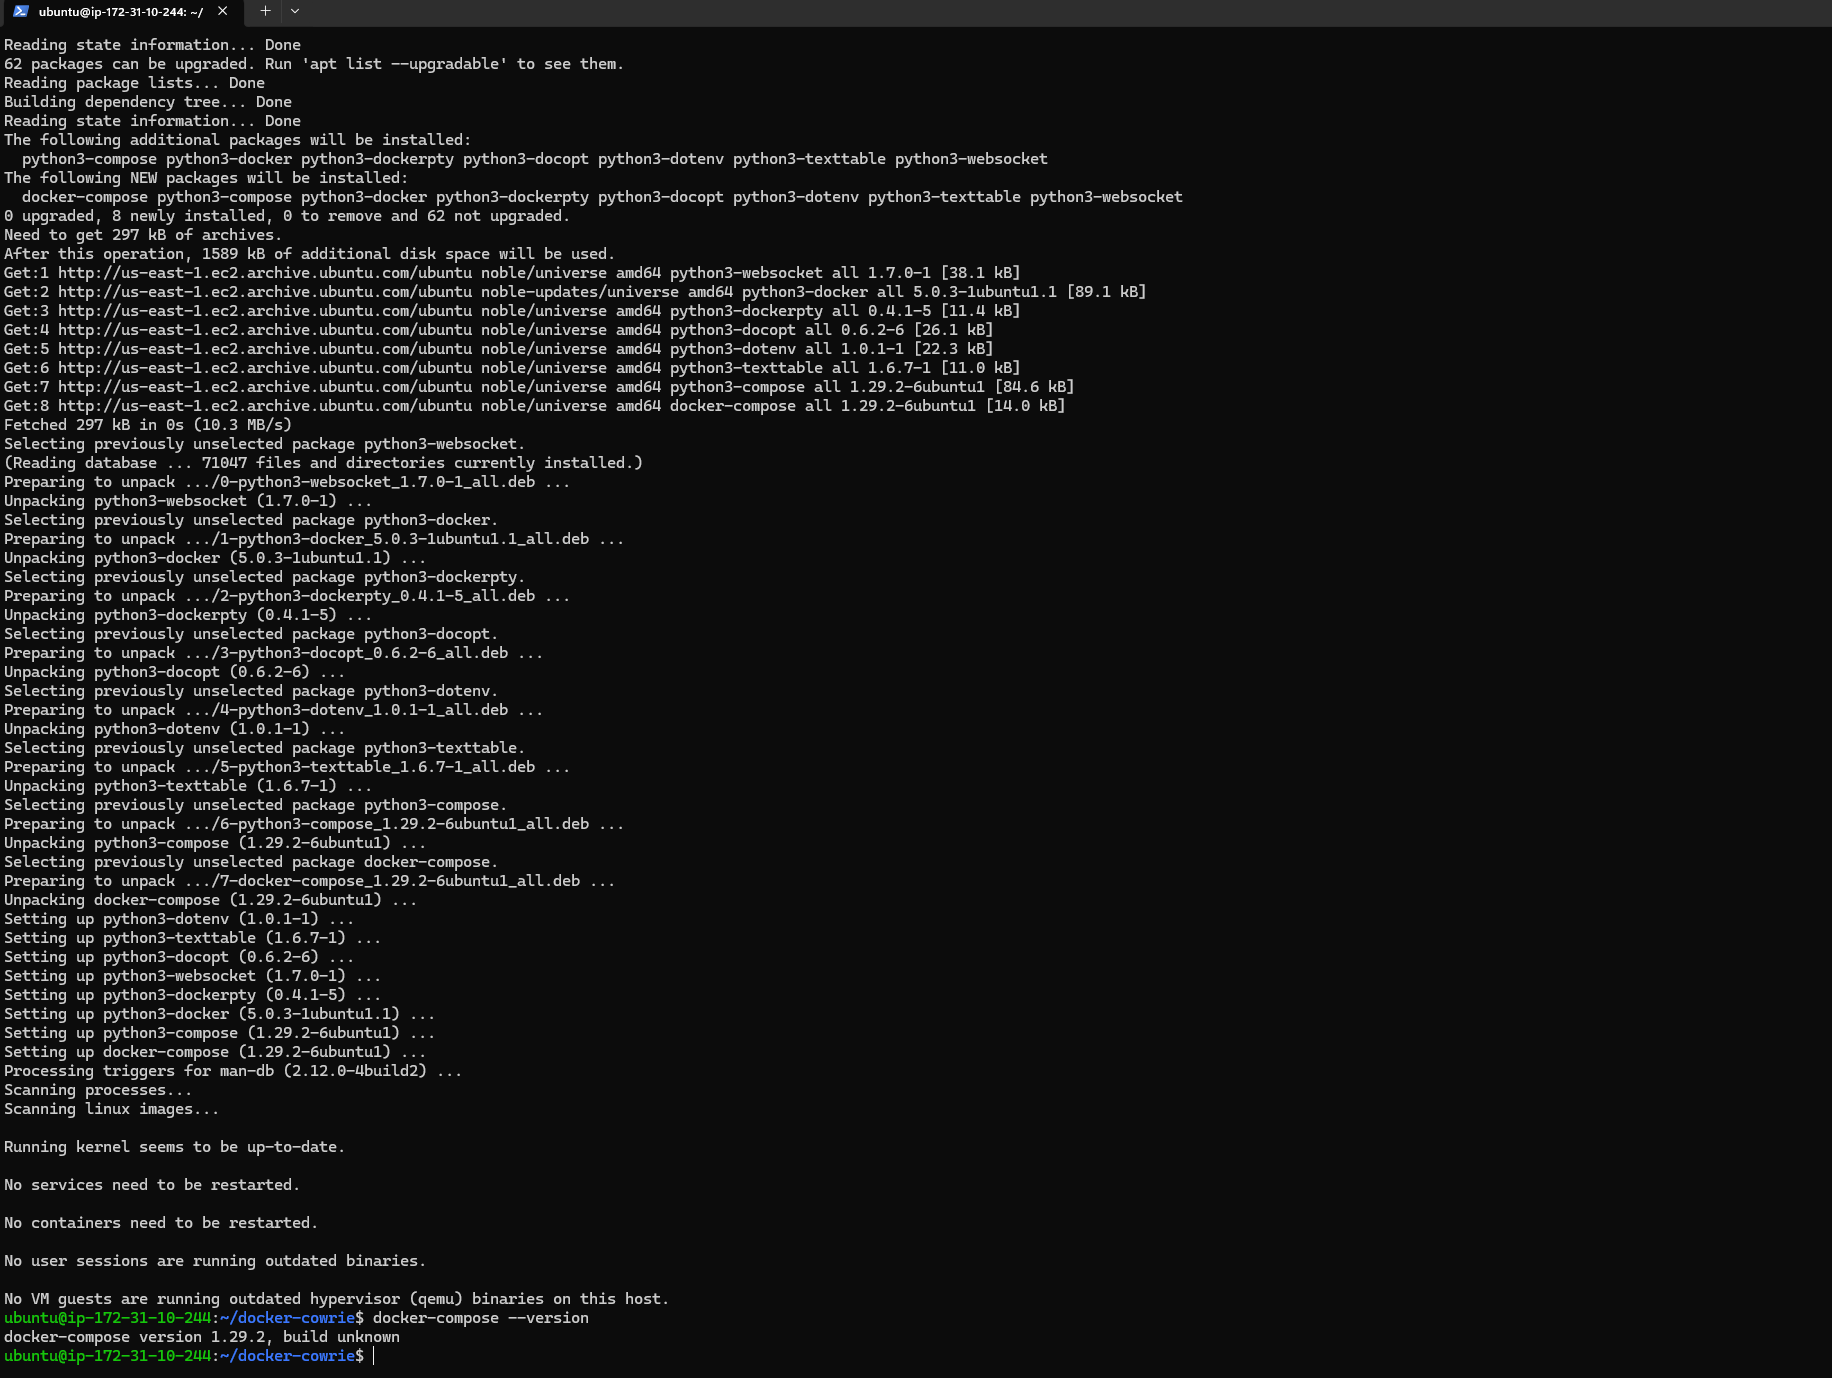 ubuntu@ip-172-31-10-244: ~/
Reading state information... Done
62 packages can be upgraded. Run 'apt list --upgradable' to see them.
Reading package lists... Done
Building dependency tree... Done
Reading state information... Done
The following additional packages will be installed:
  python3-compose python3-docker python3-dockerpty python3-docopt python3-dotenv python3-texttable python3-websocket
The following NEW packages will be installed:
  docker-compose python3-compose python3-docker python3-dockerpty python3-docopt python3-dotenv python3-texttable python3-websocket
0 upgraded, 8 newly installed, 0 to remove and 62 not upgraded.
Need to get 297 kB of archives.
After this operation, 1589 kB of additional disk space will be used.
Get:1 http://us-east-1.ec2.archive.ubuntu.com/ubuntu noble/universe amd64 python3-websocket all 1.7.0-1 [38.1 kB]
Get:2 http://us-east-1.ec2.archive.ubuntu.com/ubuntu noble-updates/universe amd64 python3-docker all 5.0.3-1ubuntu1.1 [89.1 kB]
Get:3 http://us-east-1.ec2.archive.ubuntu.com/ubuntu noble/universe amd64 python3-dockerpty all 0.4.1-5 [11.4 kB]
Get:4 http://us-east-1.ec2.archive.ubuntu.com/ubuntu noble/universe amd64 python3-docopt all 0.6.2-6 [26.1 kB]
Get:5 http://us-east-1.ec2.archive.ubuntu.com/ubuntu noble/universe amd64 python3-dotenv all 1.0.1-1 [22.3 kB]
Get:6 http://us-east-1.ec2.archive.ubuntu.com/ubuntu noble/universe amd64 python3-texttable all 1.6.7-1 [11.0 kB]
Get:7 http://us-east-1.ec2.archive.ubuntu.com/ubuntu noble/universe amd64 python3-compose all 1.29.2-6ubuntu1 [84.6 kB]
Get:8 http://us-east-1.ec2.archive.ubuntu.com/ubuntu noble/universe amd64 docker-compose all 1.29.2-6ubuntu1 [14.0 kB]
Fetched 297 kB in 0s (10.3 MB/s)
Selecting previously unselected package python3-websocket.
(Reading database ... 71047 files and directories currently installed.)
Preparing to unpack .../0-python3-websocket_1.7.0-1_all.deb ...
Unpacking python3-websocket (1.7.0-1) ...
Selecting previously unselected package python3-docker.
Preparing to unpack .../1-python3-docker_5.0.3-1ubuntu1.1_all.deb ...
Unpacking python3-docker (5.0.3-1ubuntu1.1) ...
Selecting previously unselected package python3-dockerpty.
Preparing to unpack .../2-python3-dockerpty_0.4.1-5_all.deb ...
Unpacking python3-dockerpty (0.4.1-5) ...
Selecting previously unselected package python3-docopt.
Preparing to unpack .../3-python3-docopt_0.6.2-6_all.deb ...
Unpacking python3-docopt (0.6.2-6) ...
Selecting previously unselected package python3-dotenv.
Preparing to unpack .../4-python3-dotenv_1.0.1-1_all.deb ...
Unpacking python3-dotenv (1.0.1-1) ...
Selecting previously unselected package python3-texttable.
Preparing to unpack .../5-python3-texttable_1.6.7-1_all.deb ...
Unpacking python3-texttable (1.6.7-1) ...
Selecting previously unselected package python3-compose.
Preparing to unpack .../6-python3-compose_1.29.2-6ubuntu1_all.deb ...
Unpacking python3-compose (1.29.2-6ubuntu1) ...
Selecting previously unselected package docker-compose.
Preparing to unpack .../7-docker-compose_1.29.2-6ubuntu1_all.deb ...
Unpacking docker-compose (1.29.2-6ubuntu1) ...
Setting up python3-dotenv (1.0.1-1) ...
Setting up python3-texttable (1.6.7-1) ...
Setting up python3-docopt (0.6.2-6) ...
Setting up python3-websocket (1.7.0-1) ...
Setting up python3-dockerpty (0.4.1-5) ...
Setting up python3-docker (5.0.3-1ubuntu1.1) ...
Setting up python3-compose (1.29.2-6ubuntu1) ...
Setting up docker-compose (1.29.2-6ubuntu1) ...
Processing triggers for man-db (2.12.0-4build2) ...
Scanning processes...
Scanning linux images...
Running kernel seems to be up-to-date.
No services need to be restarted.
No containers need to be restarted.
No user sessions are running outdated binaries.
No VM guests are running outdated hypervisor (qemu) binaries on this host.
ubuntu@ip-172-31-10-244:~/docker-cowrie$ docker-compose --version
docker-compose version 1.29.2, build unknown
ubuntu@ip-172-31-10-244:~/docker-cowrie$